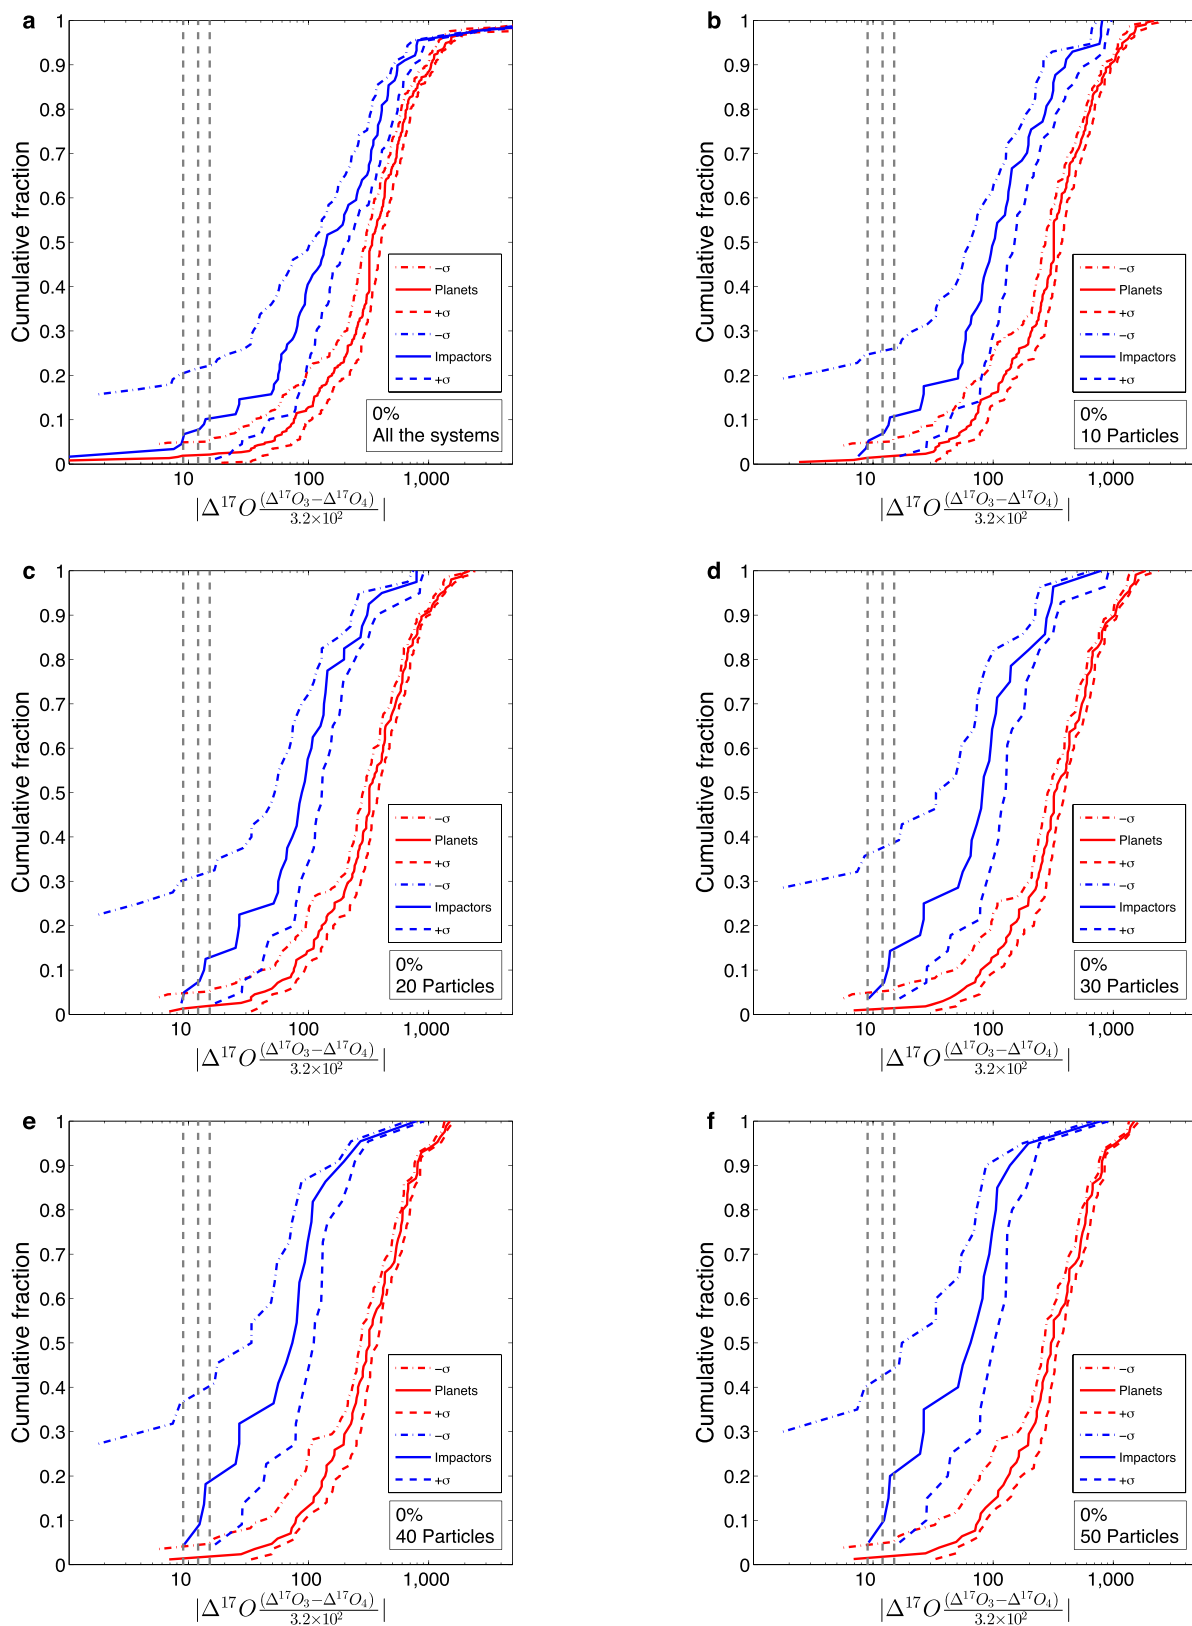 a
1
0.9
0.8
0.7
0.6
0.5
0.4
0.3
0.2
0.1
0
Cumulative fraction
−σ
Planets
+σ
−σ
Impactors
+σ
0%
All the systems
10 100 1,000
|Δ¹⁷O (Δ¹⁷O₃−Δ¹⁷O₄)/3.2×10²|
b
1
0.9
0.8
0.7
0.6
0.5
0.4
0.3
0.2
0.1
0
Cumulative fraction
−σ
Planets
+σ
−σ
Impactors
+σ
0%
10 Particles
10 100 1,000
|Δ¹⁷O (Δ¹⁷O₃−Δ¹⁷O₄)/3.2×10²|
c
1
0.9
0.8
0.7
0.6
0.5
0.4
0.3
0.2
0.1
0
Cumulative fraction
−σ
Planets
+σ
−σ
Impactors
+σ
0%
20 Particles
10 100 1,000
|Δ¹⁷O (Δ¹⁷O₃−Δ¹⁷O₄)/3.2×10²|
d
1
0.9
0.8
0.7
0.6
0.5
0.4
0.3
0.2
0.1
0
Cumulative fraction
−σ
Planets
+σ
−σ
Impactors
+σ
0%
30 Particles
10 100 1,000
|Δ¹⁷O (Δ¹⁷O₃−Δ¹⁷O₄)/3.2×10²|
e
1
0.9
0.8
0.7
0.6
0.5
0.4
0.3
0.2
0.1
0
Cumulative fraction
−σ
Planets
+σ
−σ
Impactors
+σ
0%
40 Particles
10 100 1,000
|Δ¹⁷O (Δ¹⁷O₃−Δ¹⁷O₄)/3.2×10²|
f
1
0.9
0.8
0.7
0.6
0.5
0.4
0.3
0.2
0.1
0
Cumulative fraction
−σ
Planets
+σ
−σ
Impactors
+σ
0%
50 Particles
10 100 1,000
|Δ¹⁷O (Δ¹⁷O₃−Δ¹⁷O₄)/3.2×10²|